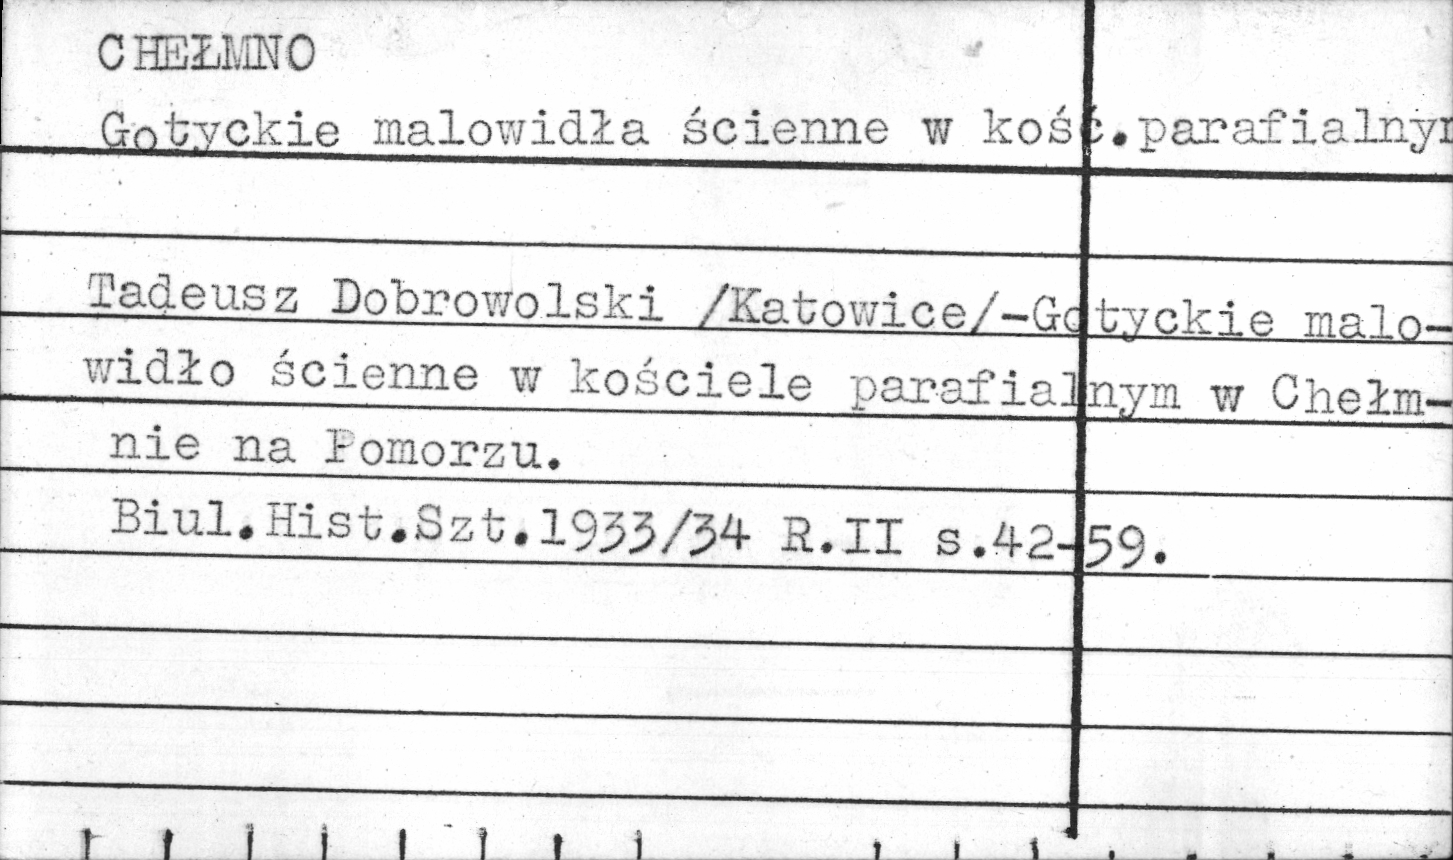 CHEŁMNO
Gotyckie malowidła ścienne w kość.parafialnym
Tadeusz Dobrowolski /Katowice/-Gotyckie malo-
widło ścienne w kościele parafialnym w Chełm-
nie na Pomorzu.
Biul.Hist.Szt.1933/34 R.II s.42-59.